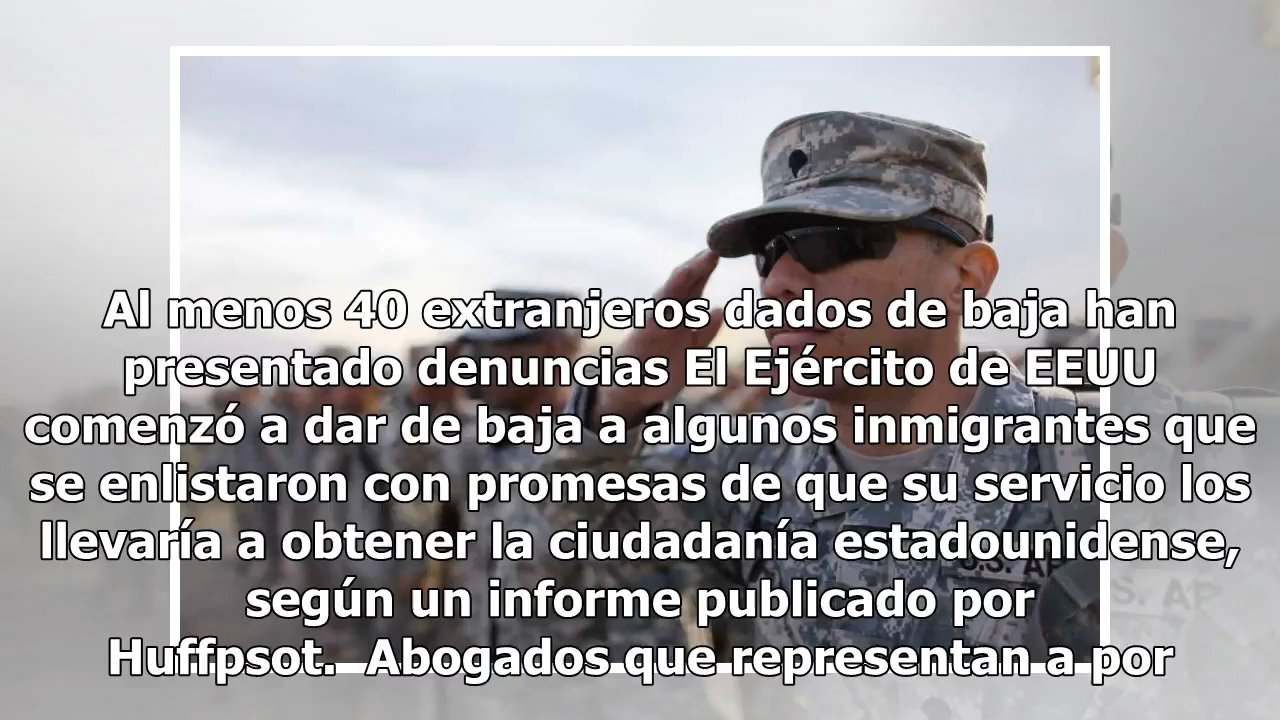 Al menos 40 extranjeros dados de baja han
presentado denuncias El Ejército de EEUU
comenzó a dar de baja a algunos inmigrantes que
se enlistaron con promesas de que su servicio los
llevaría a obtener la ciudadanía estadounidense,
según un informe publicado por
Huffpsot. Abogados que representan a por
U.S. AR
S. AR